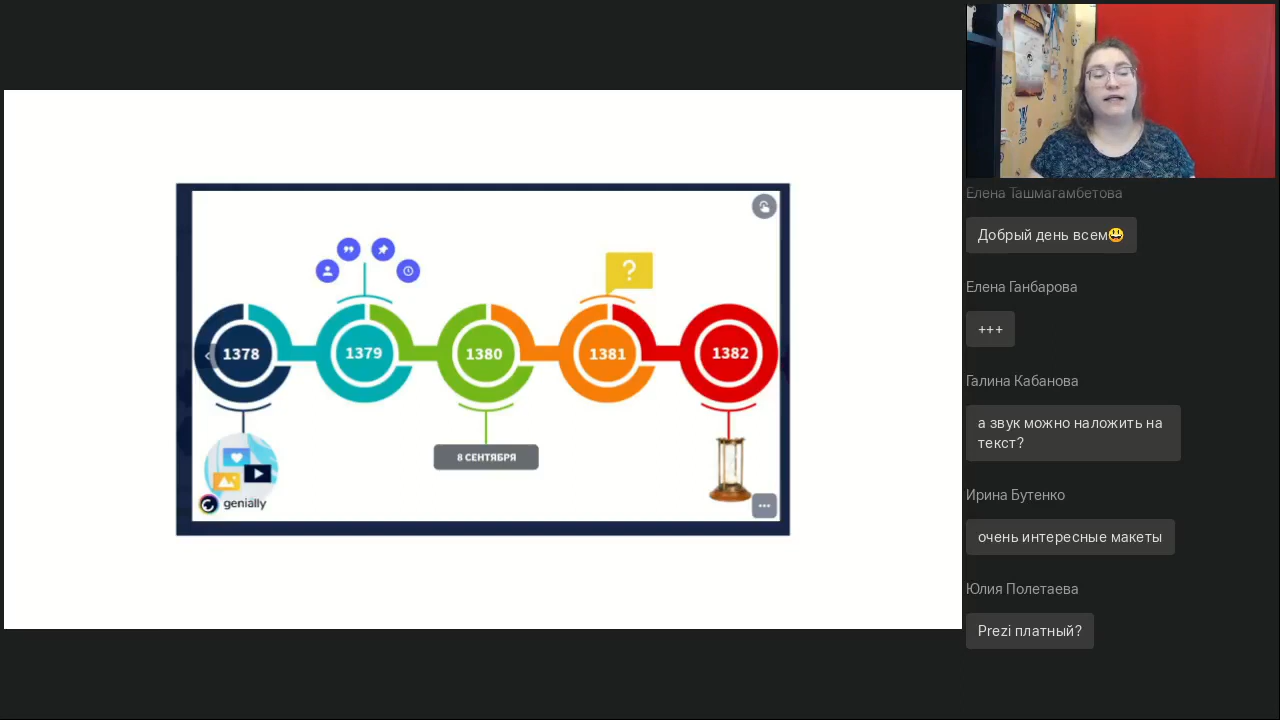 1378
1379
1380
1381
1382
?
8 СЕНТЯБРЯ
genially
Елена Ташмагамбетова
Добрый день всем😃
Елена Ганбарова
+++
Галина Кабанова
а звук можно наложить на
текст?
Ирина Бутенко
очень интересные макеты
Юлия Полетаева
Prezi платный?